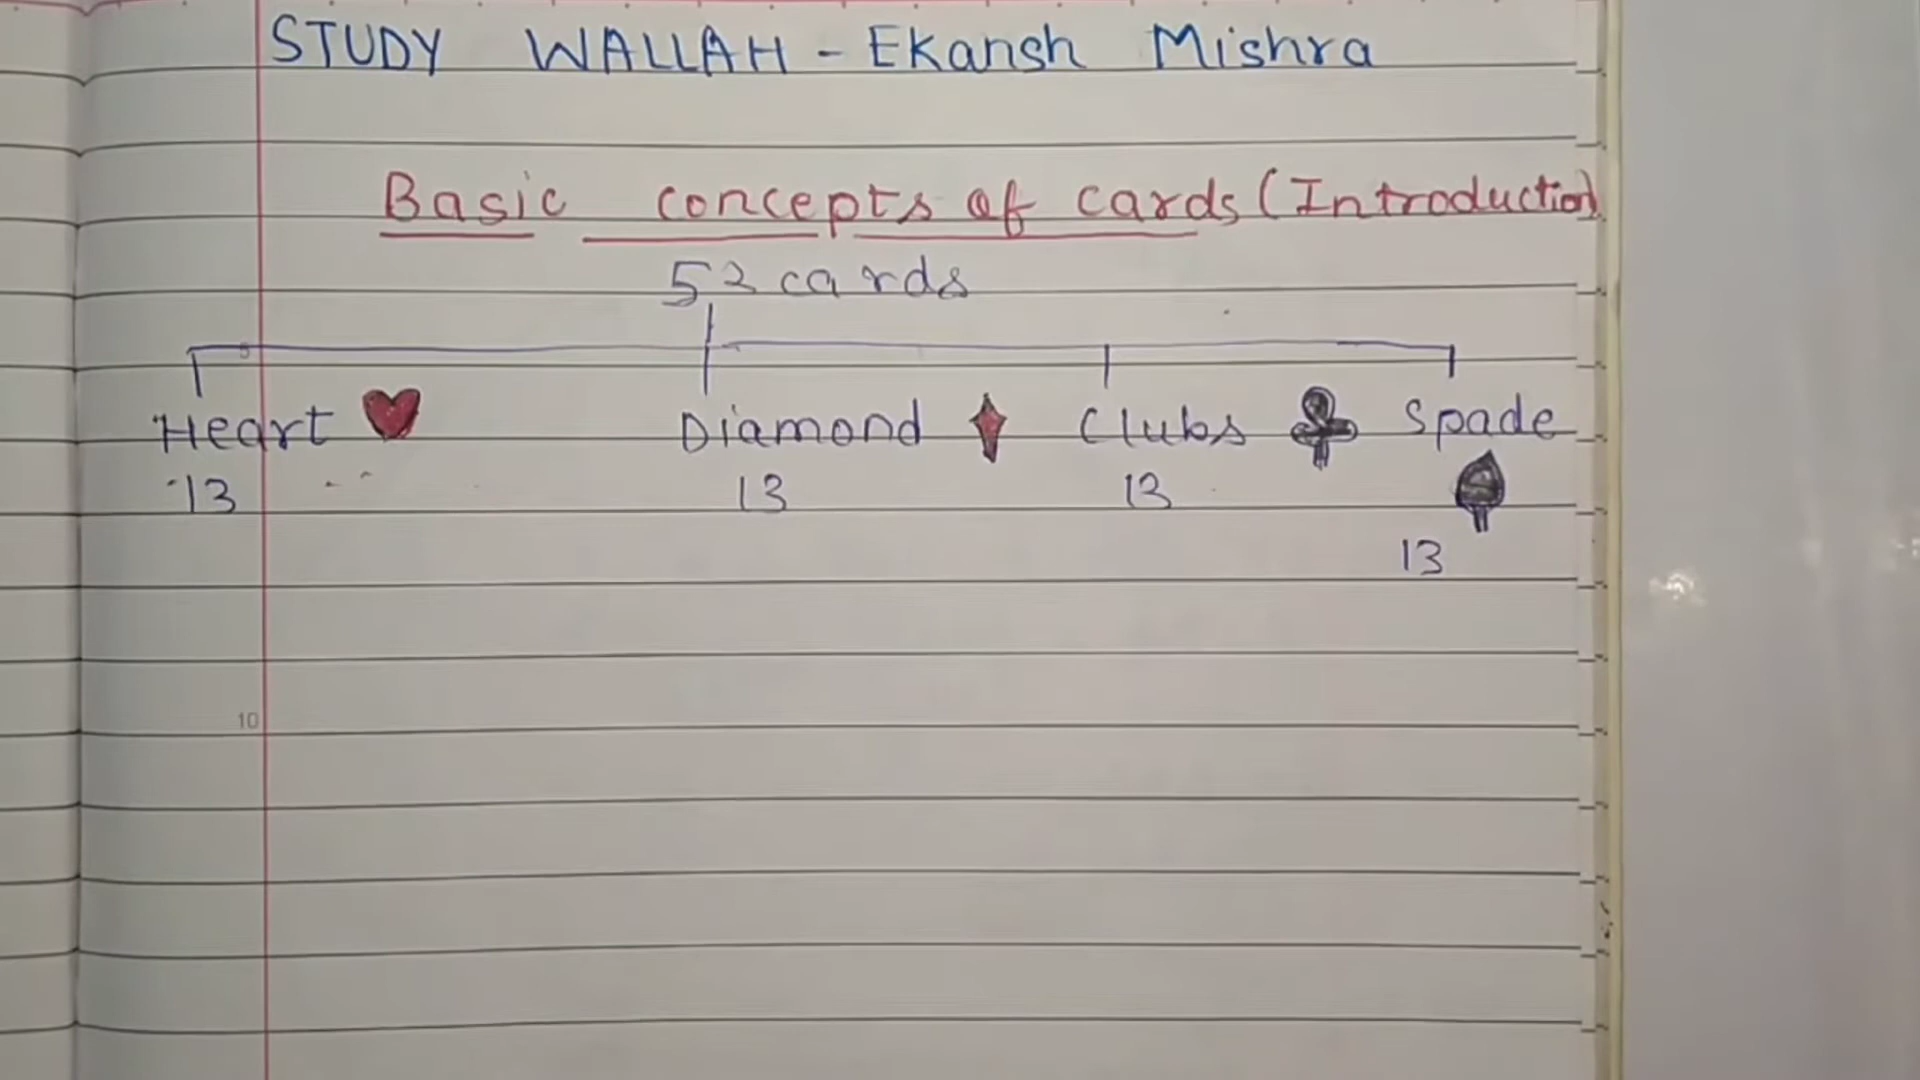 STUDY WALLAH - EKansh Mishra
Basic concepts of cards (Introduction)
52 cards
5
Heart Diamond Clubs Spade
13 13 13
13
10